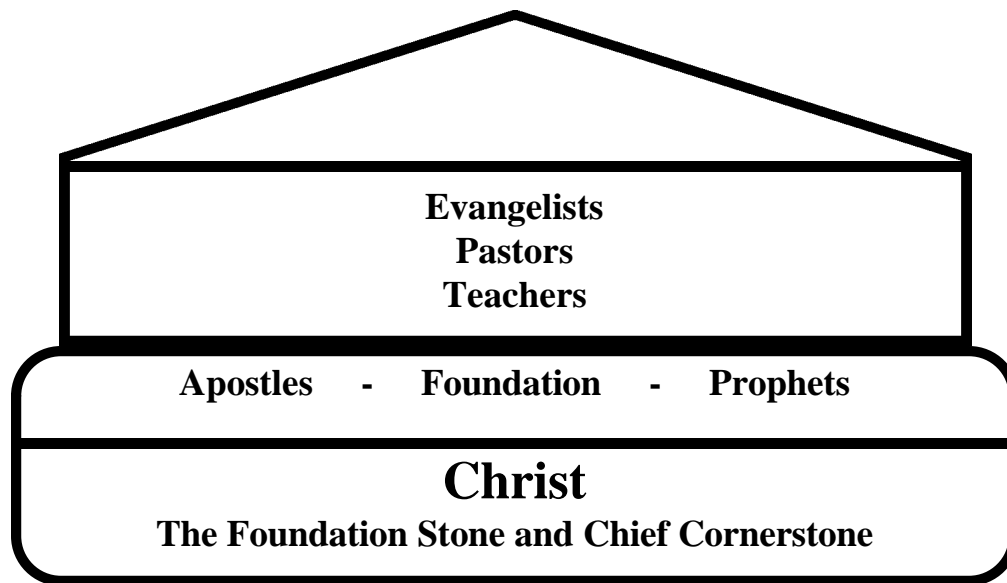 Evangelists
Pastors
Teachers
Apostles - Foundation - Prophets
Christ
The Foundation Stone and Chief Cornerstone